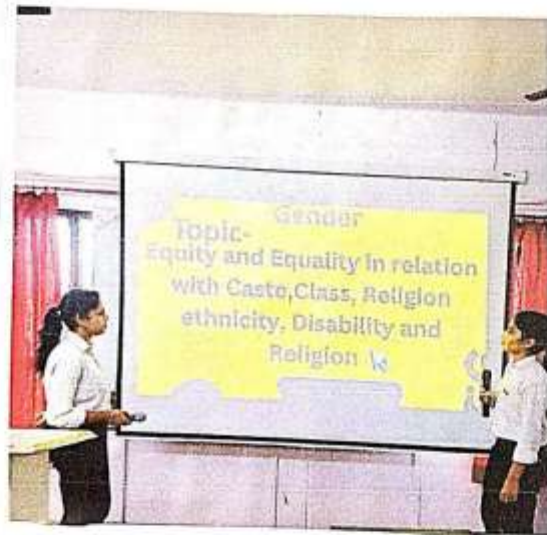 Gender
Topic-
Equity and Equality in relation
with Caste,Class, Religion
ethnicity, Disability and
Religion